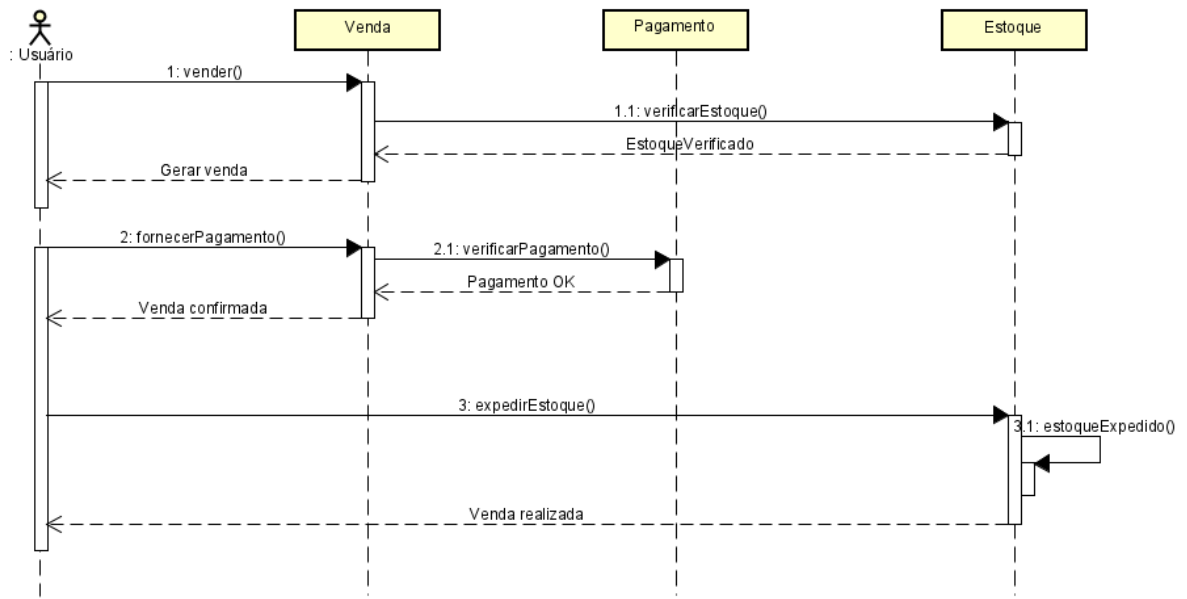 : Usuário
Venda
Pagamento
Estoque
1: vender()
1.1: verificarEstoque()
EstoqueVerificado
Gerar venda
2: fornecerPagamento()
2.1: verificarPagamento()
Pagamento OK
Venda confirmada
3: expedirEstoque()
3.1: estoqueExpedido()
Venda realizada